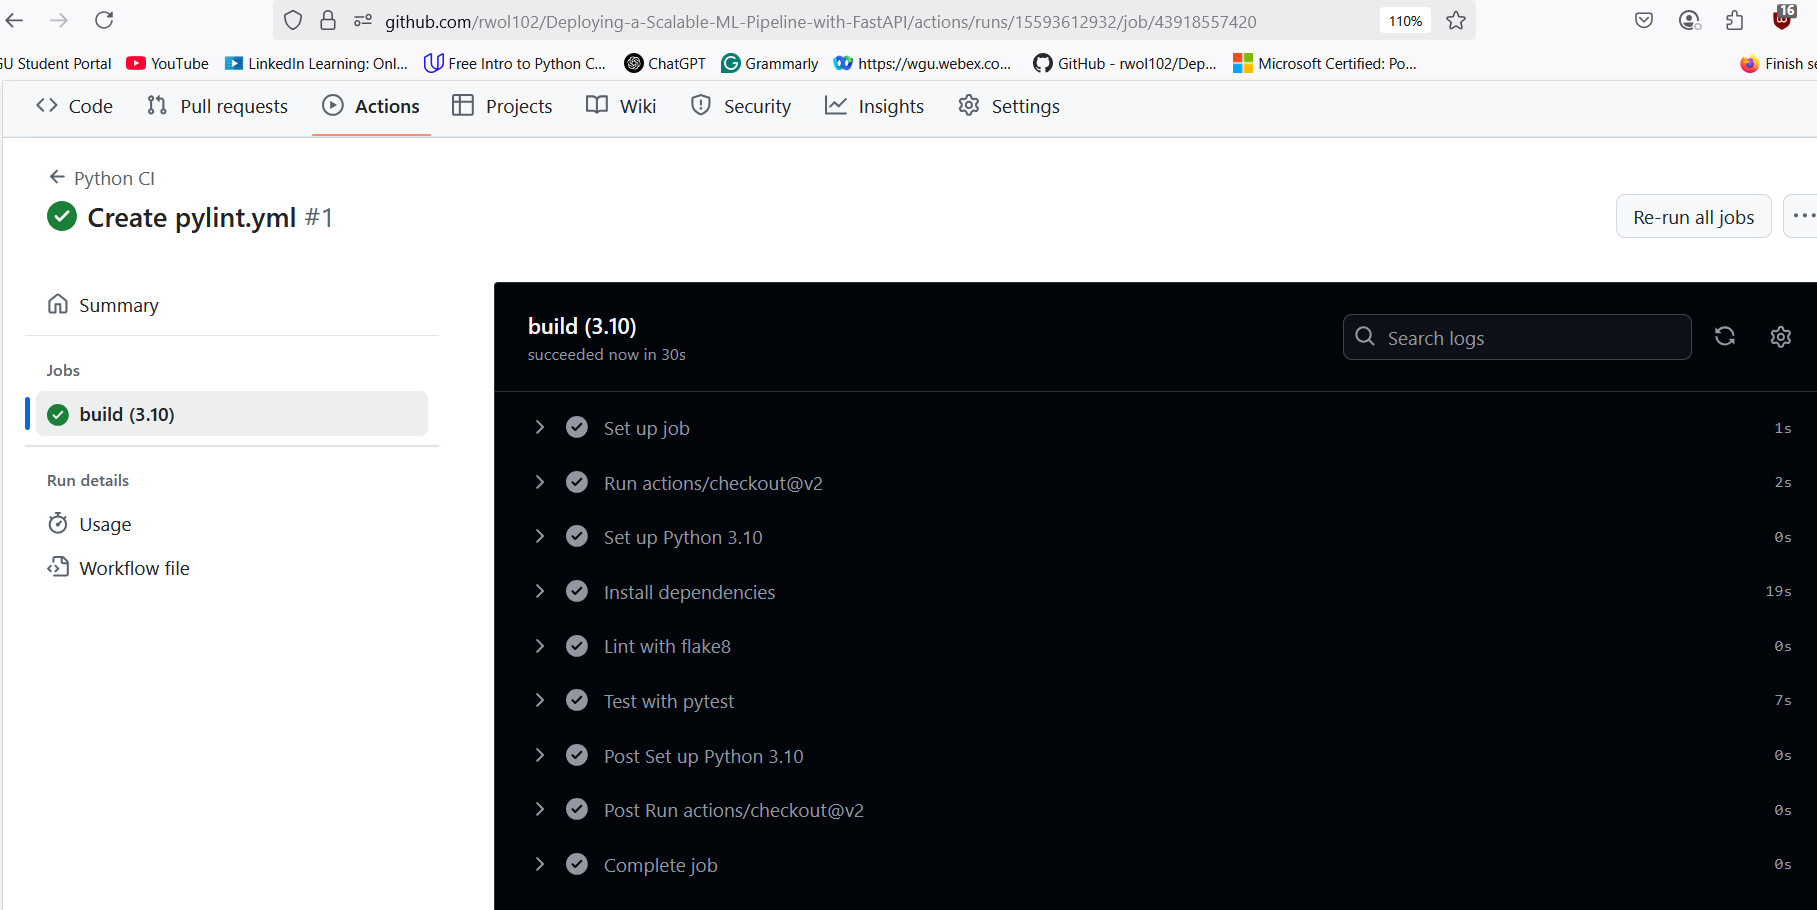 github.com/rwol102/Deploying-a-Scalable-ML-Pipeline-with-FastAPI/actions/runs/15593612932/job/43918557420 110% 16
GU Student Portal YouTube LinkedIn Learning: Onl... Free Intro to Python C... ChatGPT Grammarly https://wgu.webex.co... GitHub - rwol102/Dep... Microsoft Certified: Po... Finish se
Code Pull requests Actions Projects Wiki Security Insights Settings
Python CI
Create pylint.yml #1
Re-run all jobs
Summary
Jobs
build (3.10)
Run details
Usage
Workflow file
build (3.10)
succeeded now in 30s
Search logs
Set up job 1s
Run actions/checkout@v2 2s
Set up Python 3.10 0s
Install dependencies 19s
Lint with flake8 0s
Test with pytest 7s
Post Set up Python 3.10 0s
Post Run actions/checkout@v2 0s
Complete job 0s